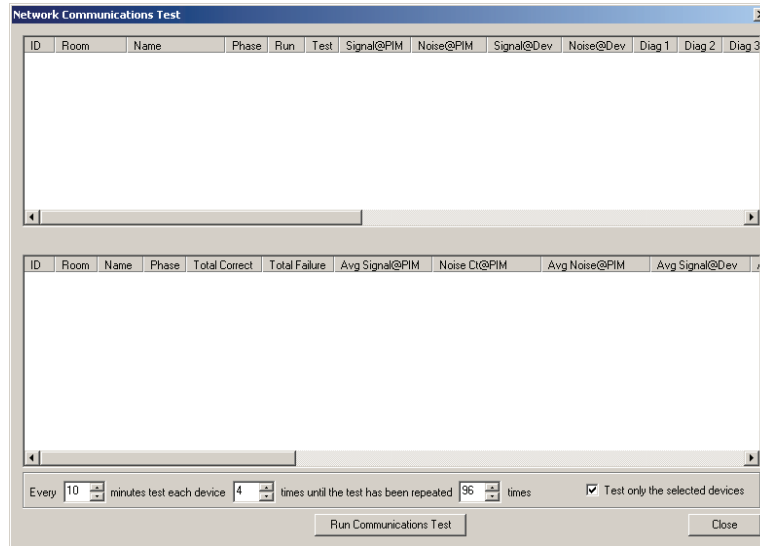 Network Communications Test
ID Room Name Phase Run Test Signal@PIM Noise@PIM Signal@Dev Noise@Dev Diag 1 Diag 2 Diag 3
ID Room Name Phase Total Correct Total Failure Avg Signal@PIM Noise Ct@PIM Avg Noise@PIM Avg Signal@Dev
Every 10 minutes test each device 4 times until the test has been repeated 96 times Test only the selected devices
Run Communications Test Close